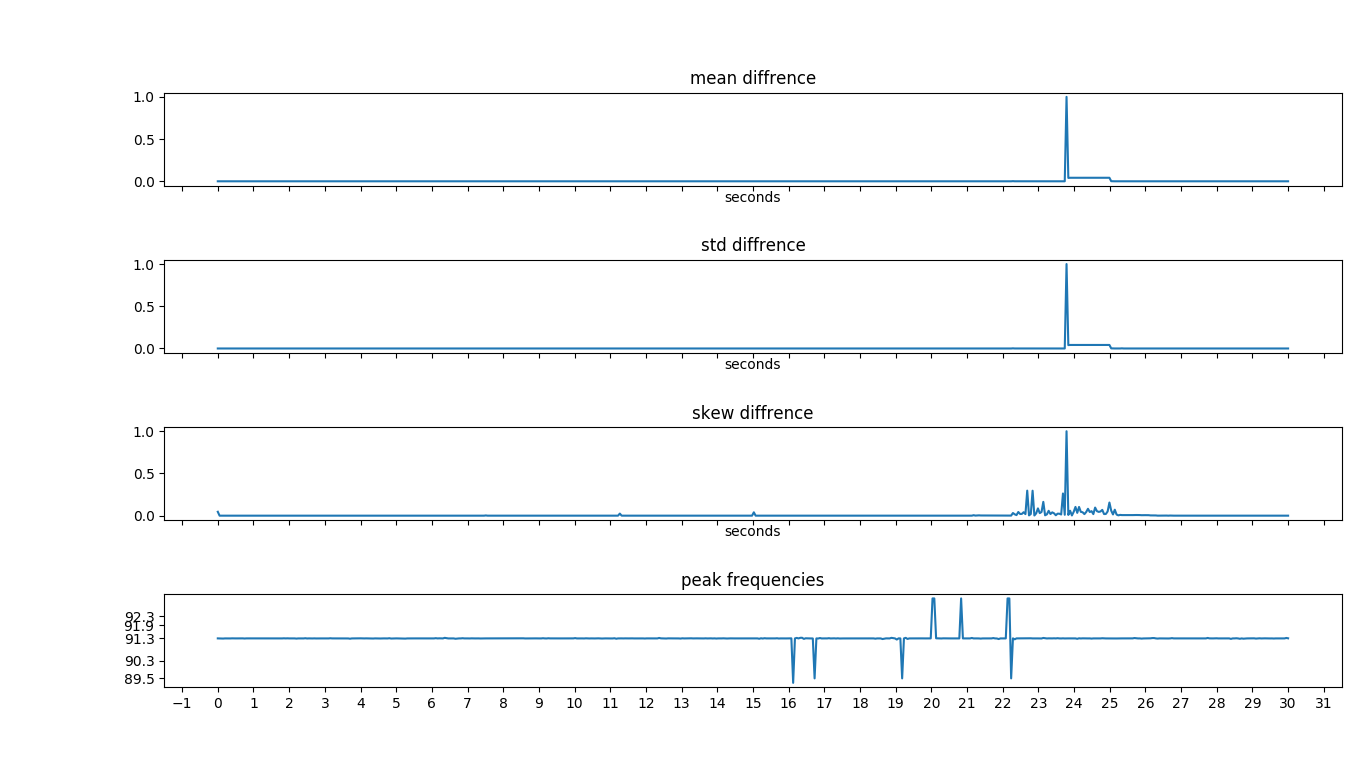 mean diffrence
1.0
0.5
0.0
seconds
std diffrence
1.0
0.5
0.0
seconds
skew diffrence
1.0
0.5
0.0
seconds
peak frequencies
92.3
91.9
91.3
90.3
89.5
−1 0 1 2 3 4 5 6 7 8 9 10 11 12 13 14 15 16 17 18 19 20 21 22 23 24 25 26 27 28 29 30 31